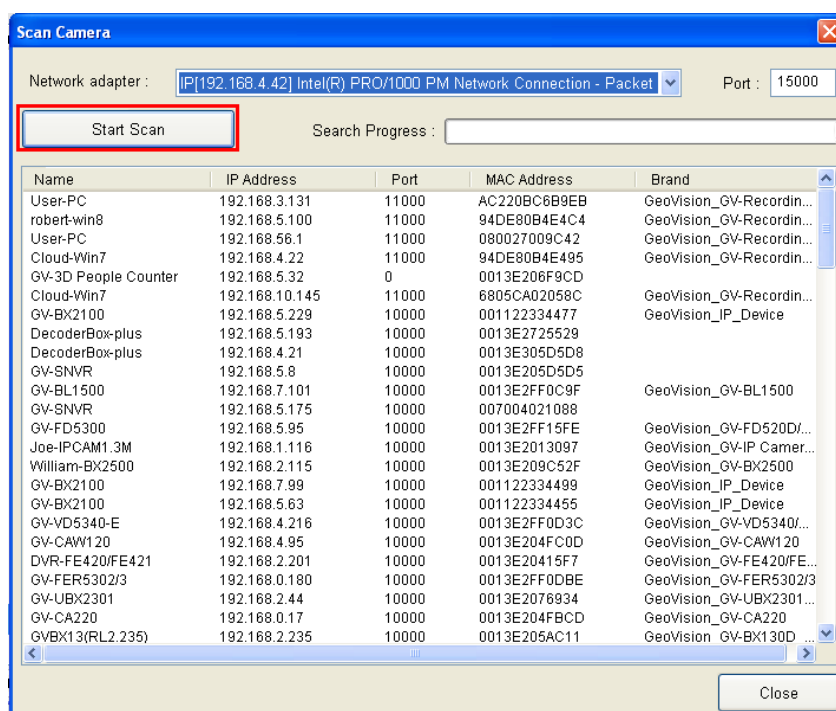 Scan Camera
Network adapter : IP[192.168.4.42] Intel(R) PRO/1000 PM Network Connection - Packet Port : 15000
Start Scan Search Progress :
Name IP Address Port MAC Address Brand
User-PC 192.168.3.131 11000 AC220BC6B9EB GeoVision_GV-Recordin...
robert-win8 192.168.5.100 11000 94DE80B4E4C4 GeoVision_GV-Recordin...
User-PC 192.168.56.1 11000 080027009C42 GeoVision_GV-Recordin...
Cloud-Win7 192.168.4.22 11000 94DE80B4E495 GeoVision_GV-Recordin...
GV-3D People Counter 192.168.5.32 0 0013E206F9CD
Cloud-Win7 192.168.10.145 11000 6805CA02058C GeoVision_GV-Recordin...
GV-BX2100 192.168.5.229 10000 001122334477 GeoVision_IP_Device
DecoderBox-plus 192.168.5.193 10000 0013E2725529
DecoderBox-plus 192.168.4.21 10000 0013E305D5D8
GV-SNVR 192.168.5.8 10000 0013E205D5D5
GV-BL1500 192.168.7.101 10000 0013E2FF0C9F GeoVision_GV-BL1500
GV-SNVR 192.168.5.175 10000 007004021088
GV-FD5300 192.168.5.95 10000 0013E2FF15FE GeoVision_GV-FD520D/...
Joe-IPCAM1.3M 192.168.1.116 10000 0013E2013097 GeoVision_GV-IP Camer...
William-BX2500 192.168.2.115 10000 0013E209C52F GeoVision_GV-BX2500
GV-BX2100 192.168.7.99 10000 001122334499 GeoVision_IP_Device
GV-BX2100 192.168.5.63 10000 001122334455 GeoVision_IP_Device
GV-VD5340-E 192.168.4.216 10000 0013E2FF0D3C GeoVision_GV-VD5340/...
GV-CAW120 192.168.4.95 10000 0013E204FC0D GeoVision_GV-CAW120
DVR-FE420/FE421 192.168.2.201 10000 0013E20415F7 GeoVision_GV-FE420/FE...
GV-FER5302/3 192.168.0.180 10000 0013E2FF0DBE GeoVision_GV-FER5302/3
GV-UBX2301 192.168.2.44 10000 0013E2076934 GeoVision_GV-UBX2301...
GV-CA220 192.168.0.17 10000 0013E204FBCD GeoVision_GV-CA220
GVBX13(RL2.235) 192.168.2.235 10000 0013E205AC11 GeoVision_GV-BX130D_...
Close